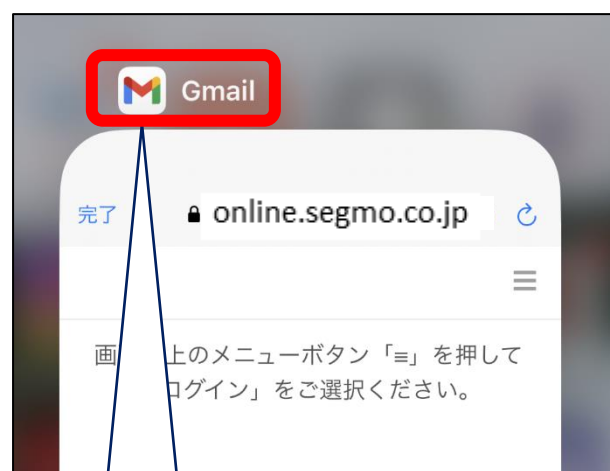 Gmail
完了 online.segmo.co.jp
画 上のメニューボタン「≡」を押して
ログイン」をご選択ください。